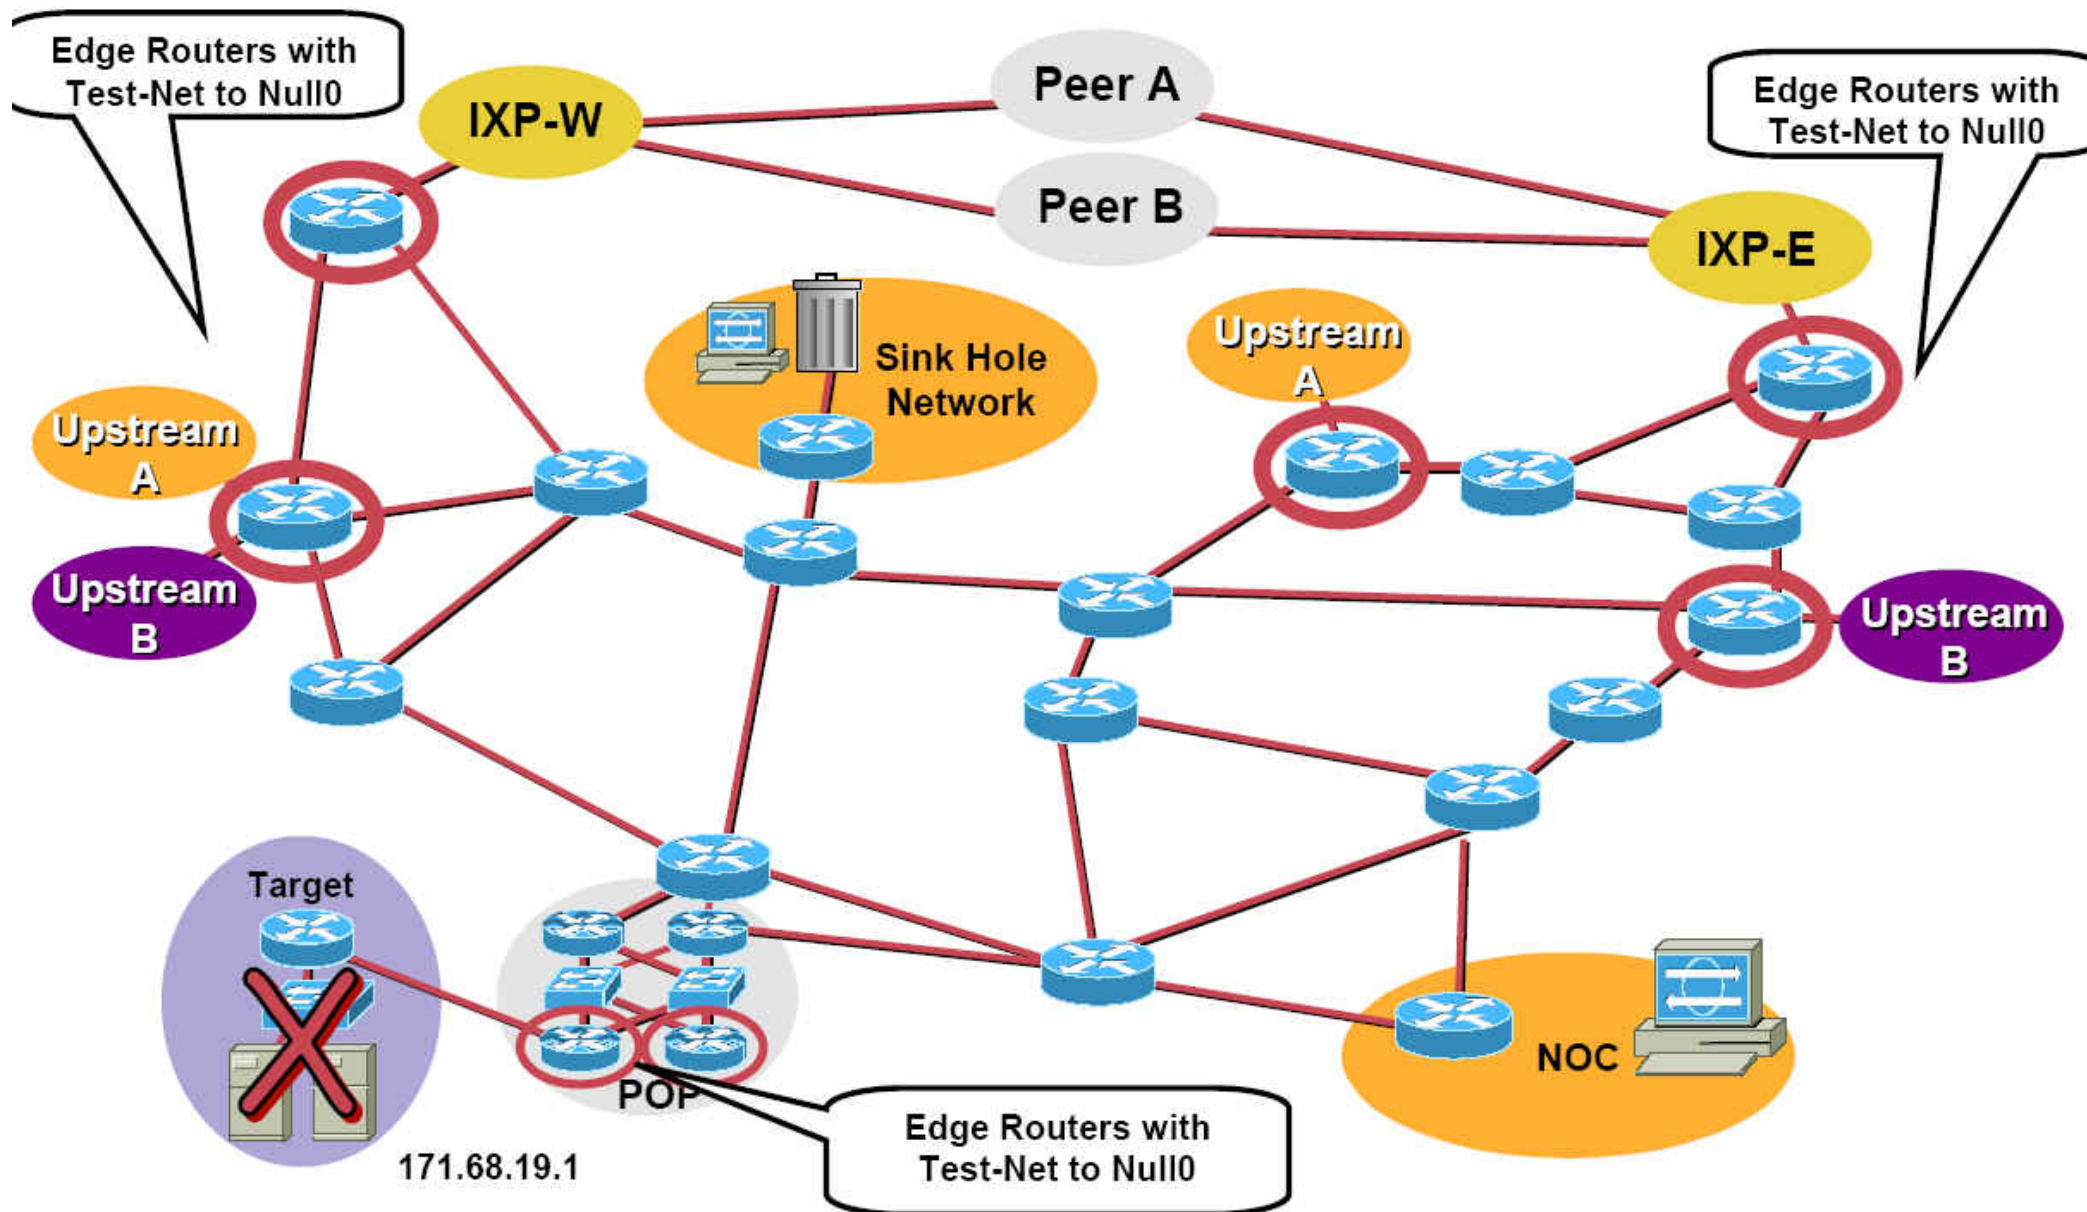 Edge Routers with
Test-Net to Null0
IXP-W
Peer A
Edge Routers with
Test-Net to Null0
Peer B
IXP-E
Sink Hole
Network
Upstream
A
Upstream
A
Upstream
B
Upstream
B
Target
POP
NOC
Edge Routers with
Test-Net to Null0
171.68.19.1